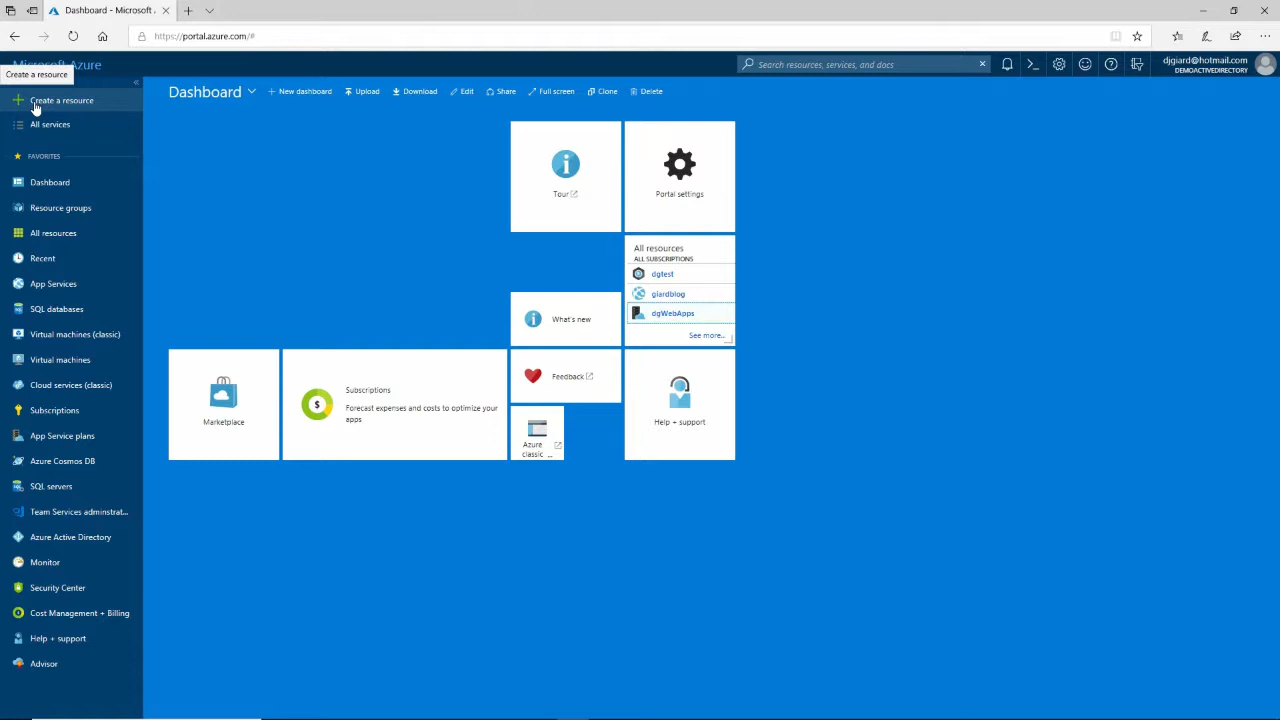 Dashboard - Microsoft
https://portal.azure.com/#
Microsoft Azure
Create a resource
Search resources, services, and docs
djgiard@hotmail.com
DEMOACTIVEDIRECTORY
Create a resource
All services
FAVORITES
Dashboard
Resource groups
All resources
Recent
App Services
SQL databases
Virtual machines (classic)
Virtual machines
Cloud services (classic)
Subscriptions
App Service plans
Azure Cosmos DB
SQL servers
Team Services adminstrat...
Azure Active Directory
Monitor
Security Center
Cost Management + Billing
Help + support
Advisor
Dashboard
New dashboard
Upload
Download
Edit
Share
Full screen
Clone
Delete
Tour
Portal settings
All resources
ALL SUBSCRIPTIONS
dgtest
giardblog
dgWebApps
See more...
What's new
Marketplace
Subscriptions
Forecast expenses and costs to optimize your
apps
Feedback
Azure
classic ...
Help + support